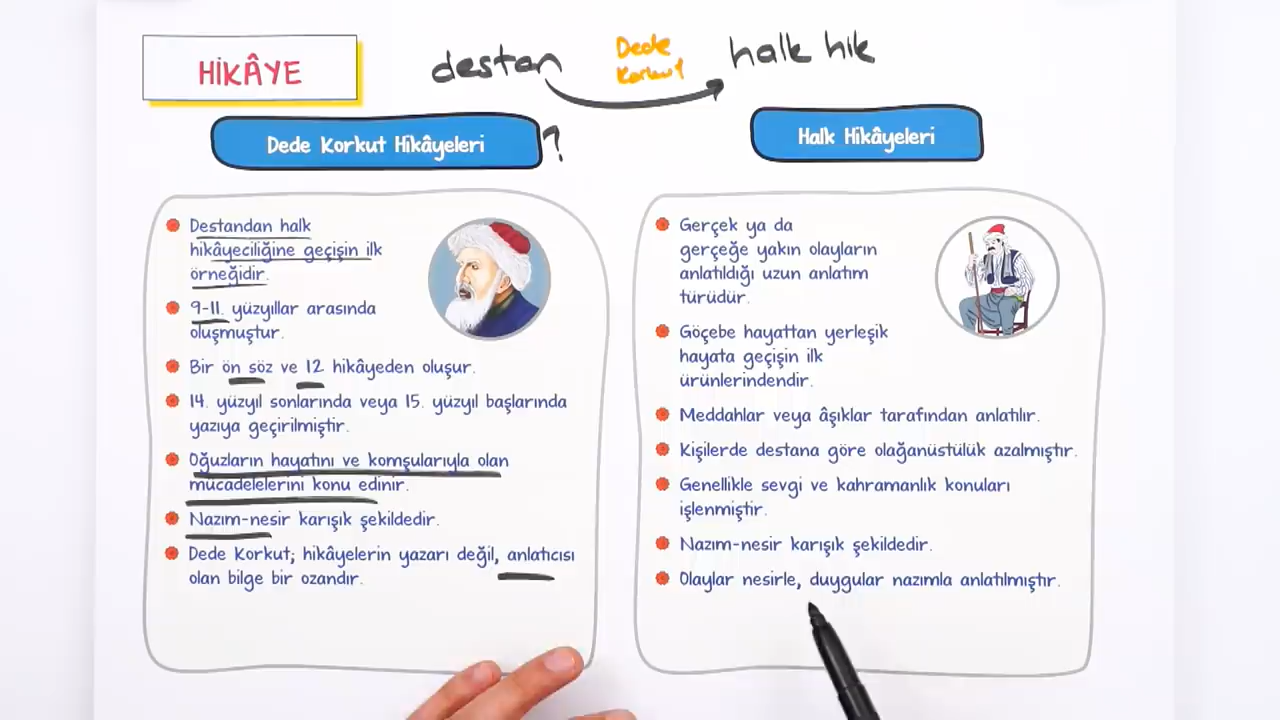 HİKÂYE
destan
Dede
Korkut
halk hik
Dede Korkut Hikâyeleri
?
Destandan halk
hikâyeciliğine geçişin ilk
örneğidir.
9-11. yüzyıllar arasında
oluşmuştur.
Bir ön söz ve 12 hikâyeden oluşur.
14. yüzyıl sonlarında veya 15. yüzyıl başlarında
yazıya geçirilmiştir.
Oğuzların hayatını ve komşularıyla olan
mücadelelerini konu edinir.
Nazım-nesir karışık şekildedir.
Dede Korkut; hikâyelerin yazarı değil, anlatıcısı
olan bilge bir ozandır.
Halk Hikâyeleri
Gerçek ya da
gerçeğe yakın olayların
anlatıldığı uzun anlatım
türüdür.
Göçebe hayattan yerleşik
hayata geçişin ilk
ürünlerindendir.
Meddahlar veya âşıklar tarafından anlatılır.
Kişilerde destana göre olağanüstülük azalmıştır.
Genellikle sevgi ve kahramanlık konuları
işlenmiştir.
Nazım-nesir karışık şekildedir.
Olaylar nesirle, duygular nazımla anlatılmıştır.